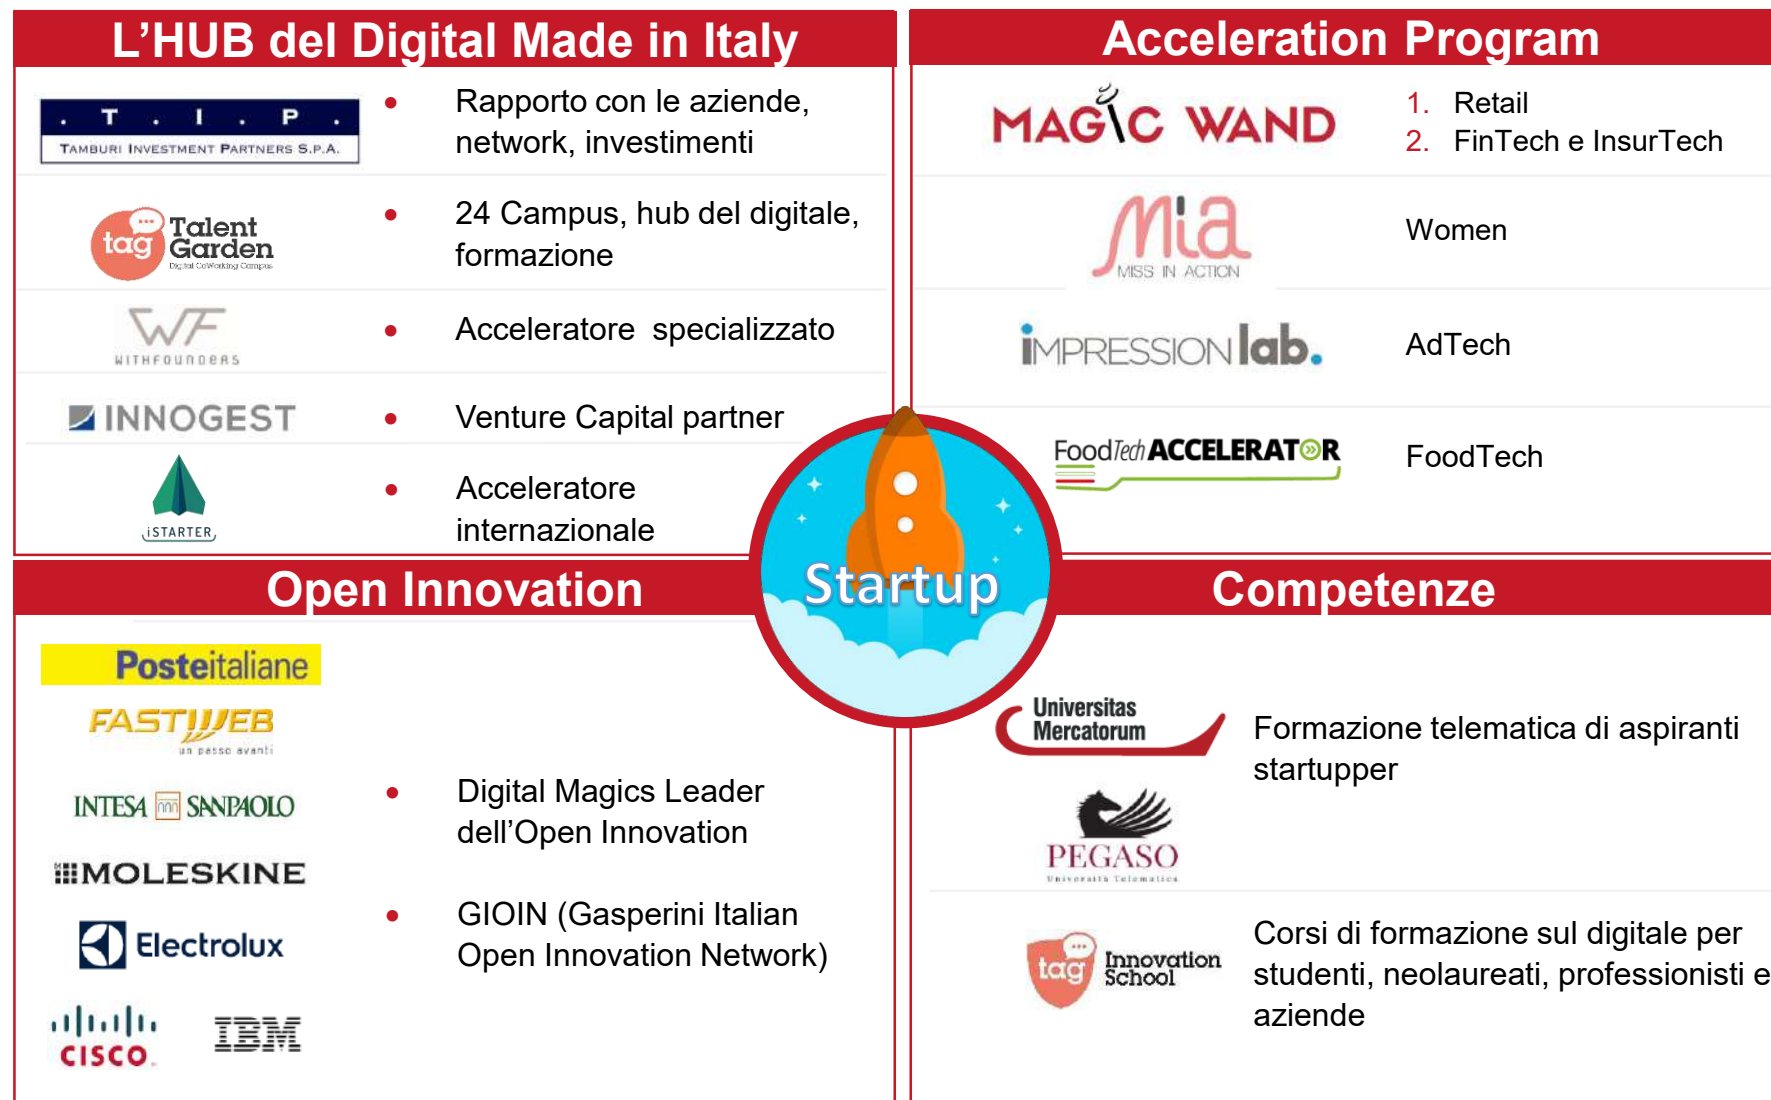 L’HUB del Digital Made in Italy
. T . I . P .
TAMBURI INVESTMENT PARTNERS S.P.A.
• Rapporto con le aziende,
network, investimenti
tag
Talent
Garden
Digital CoWorking Campus
• 24 Campus, hub del digitale,
formazione
WF
WITHFOUNDERS
• Acceleratore specializzato
INNOGEST
• Venture Capital partner
iSTARTER
• Acceleratore
internazionale
Acceleration Program
MAGIC WAND
1. Retail
2. FinTech e InsurTech
Mia
MISS IN ACTION
Women
iMPRESSION lab.
AdTech
FoodTech ACCELERATOR
FoodTech
Startup
Open Innovation
Posteitaliane
FASTWEB
un passo avanti
INTESA SANPAOLO
MOLESKINE
Electrolux
CISCO
IBM
• Digital Magics Leader
dell’Open Innovation
• GIOIN (Gasperini Italian
Open Innovation Network)
Competenze
Universitas
Mercatorum
PEGASO
Università Telematica
Formazione telematica di aspiranti
startupper
tag
Innovation
School
Corsi di formazione sul digitale per
studenti, neolaureati, professionisti e
aziende